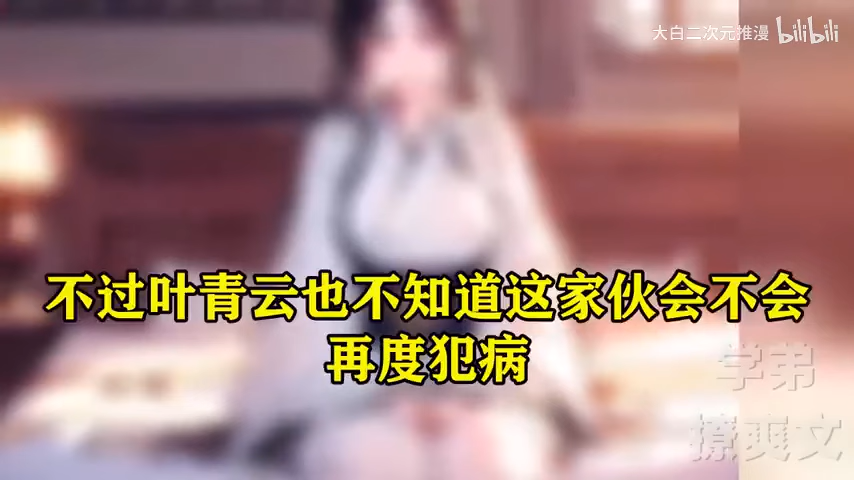 大白二次元推漫 bilibili
不过叶青云也不知道这家伙会不会
再度犯病
学弟
撩爽文